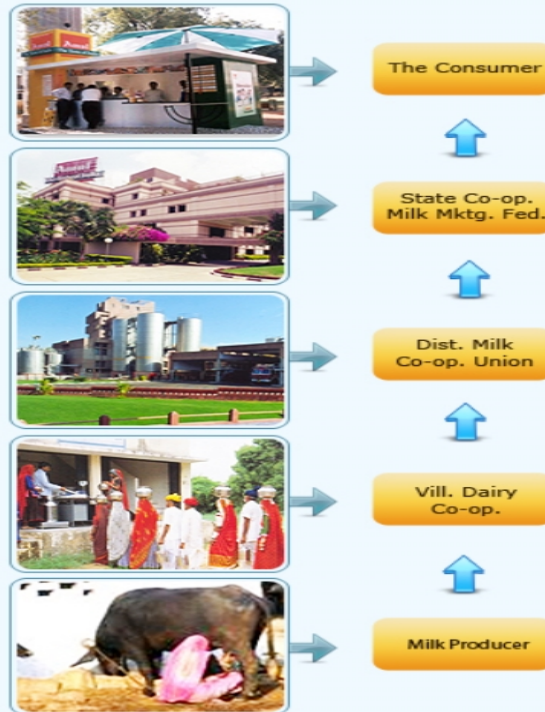 Amul
Amul
The Consumer
State Co-op.
Milk Mktg. Fed.
Dist. Milk
Co-op. Union
Vill. Dairy
Co-op.
Milk Producer